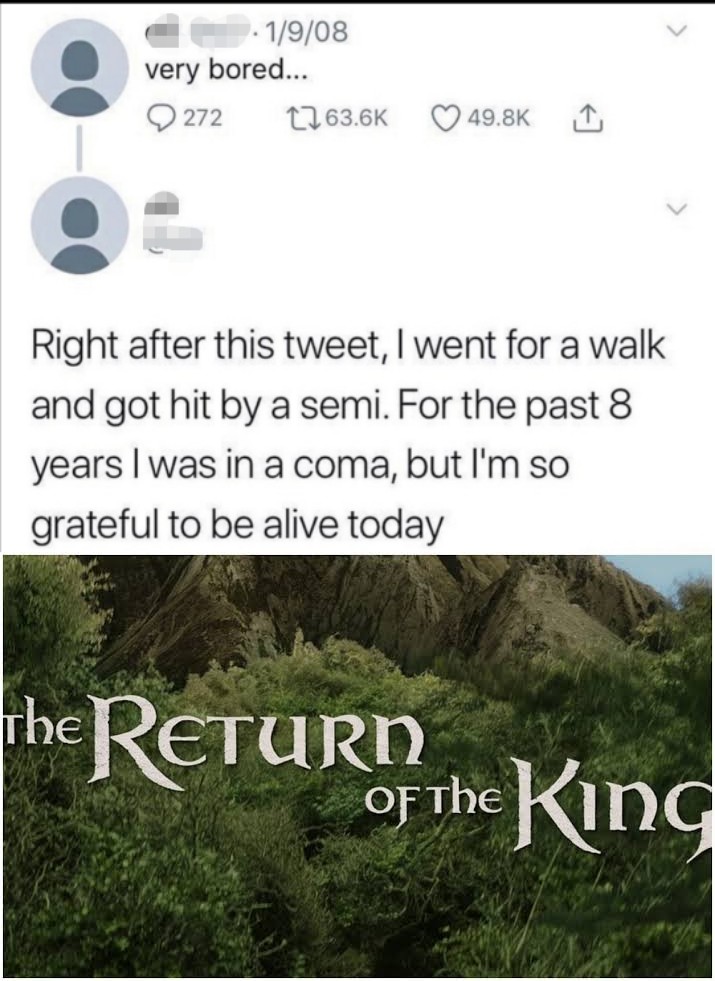 · 1/9/08
very bored...
272 63.6K 49.8K
Right after this tweet, I went for a walk
and got hit by a semi. For the past 8
years I was in a coma, but I'm so
grateful to be alive today
The Return
of the King